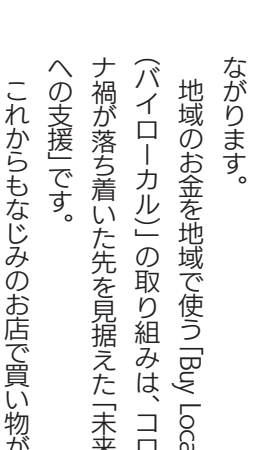 ながります。
地域のお金を地域で使う「Buy Loca
（バイローカル）」の取り組みは、コロ
ナ禍が落ち着いた先を見据えた「未来
への支援」です。
これからもなじみのお店で買い物が